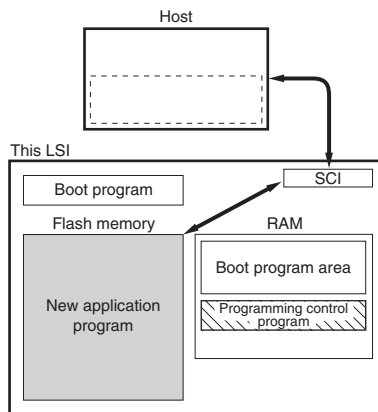 Host
This LSI
SCI
Boot program
Flash memory
RAM
New application
program
Boot program area
Programming control
program